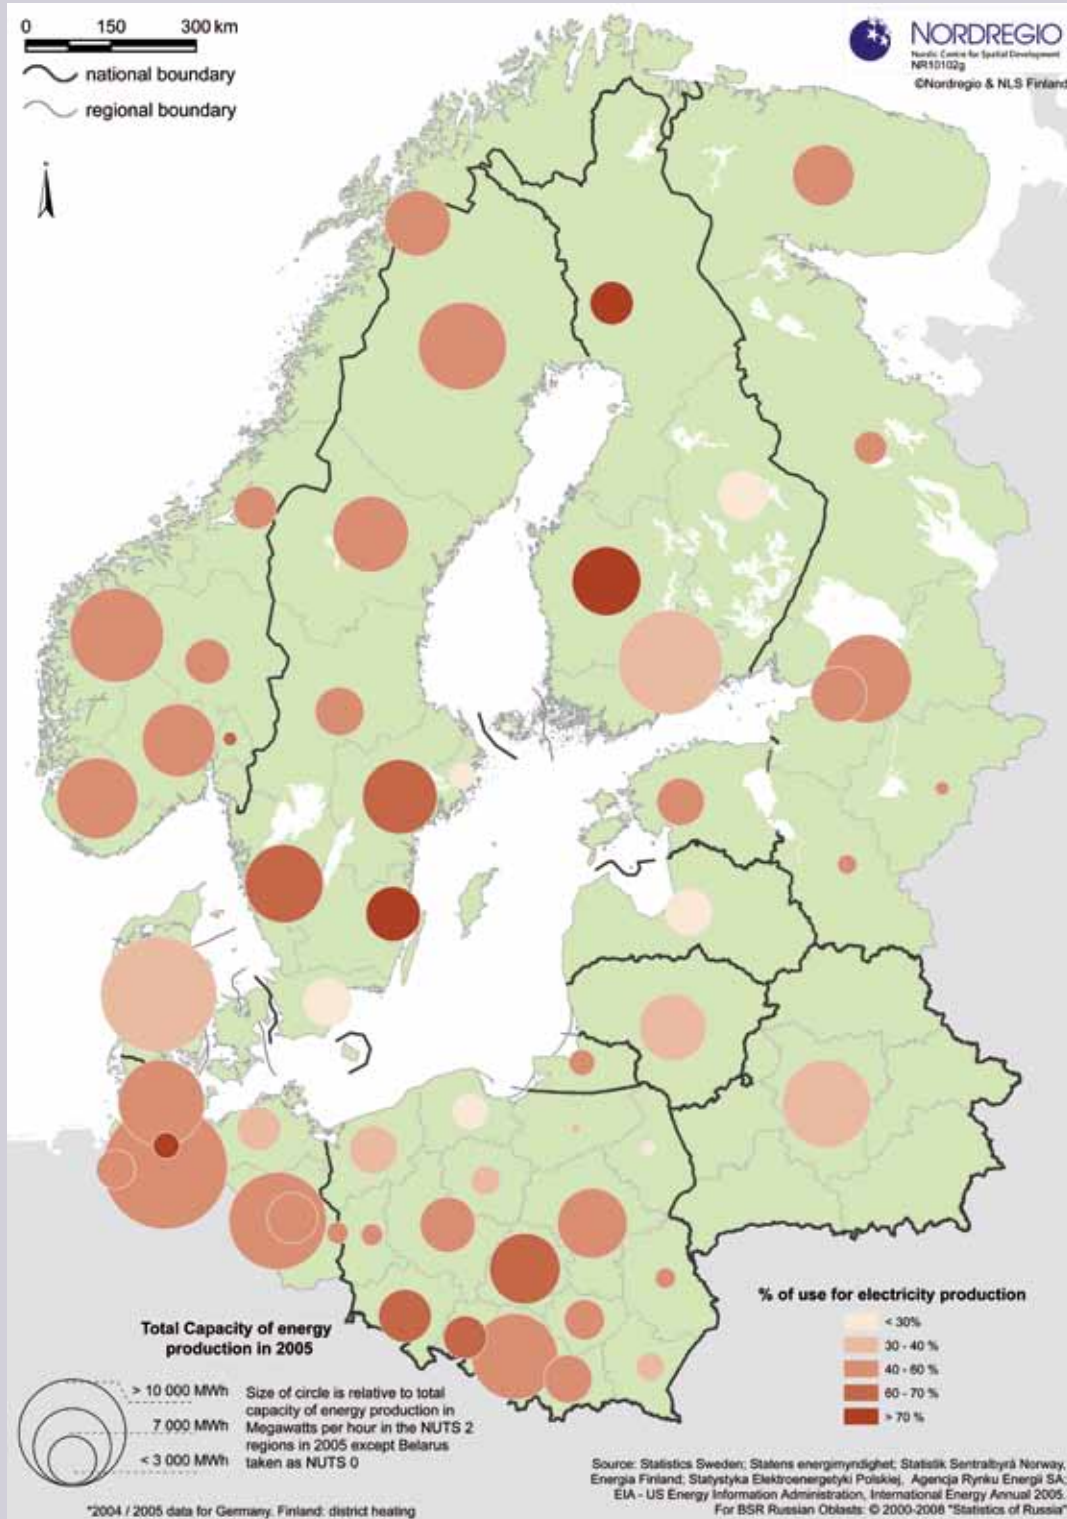 0 150 300 km
national boundary
regional boundary
NORDREGIO
Nordic Centre for Spatial Development
NR10102g
©Nordregio & NLS Finland
% of use for electricity production
< 30%
30 - 40 %
40 - 60 %
60 - 70 %
> 70 %
Total Capacity of energy
production in 2005
> 10 000 MWh
7 000 MWh
< 3 000 MWh
Size of circle is relative to total
capacity of energy production in
Megawatts per hour in the NUTS 2
regions in 2005 except Belarus
taken as NUTS 0
*2004 / 2005 data for Germany. Finland: district heating
Source: Statistics Sweden; Statens energimyndighet; Statistik Sentralbyrå Norway,
Energia Finland; Statystyka Elektroenergetyki Polskiej, Agencja Rynku Energii SA;
EIA - US Energy Information Administration, International Energy Annual 2005.
For BSR Russian Oblasts: © 2000-2008 "Statistics of Russia"